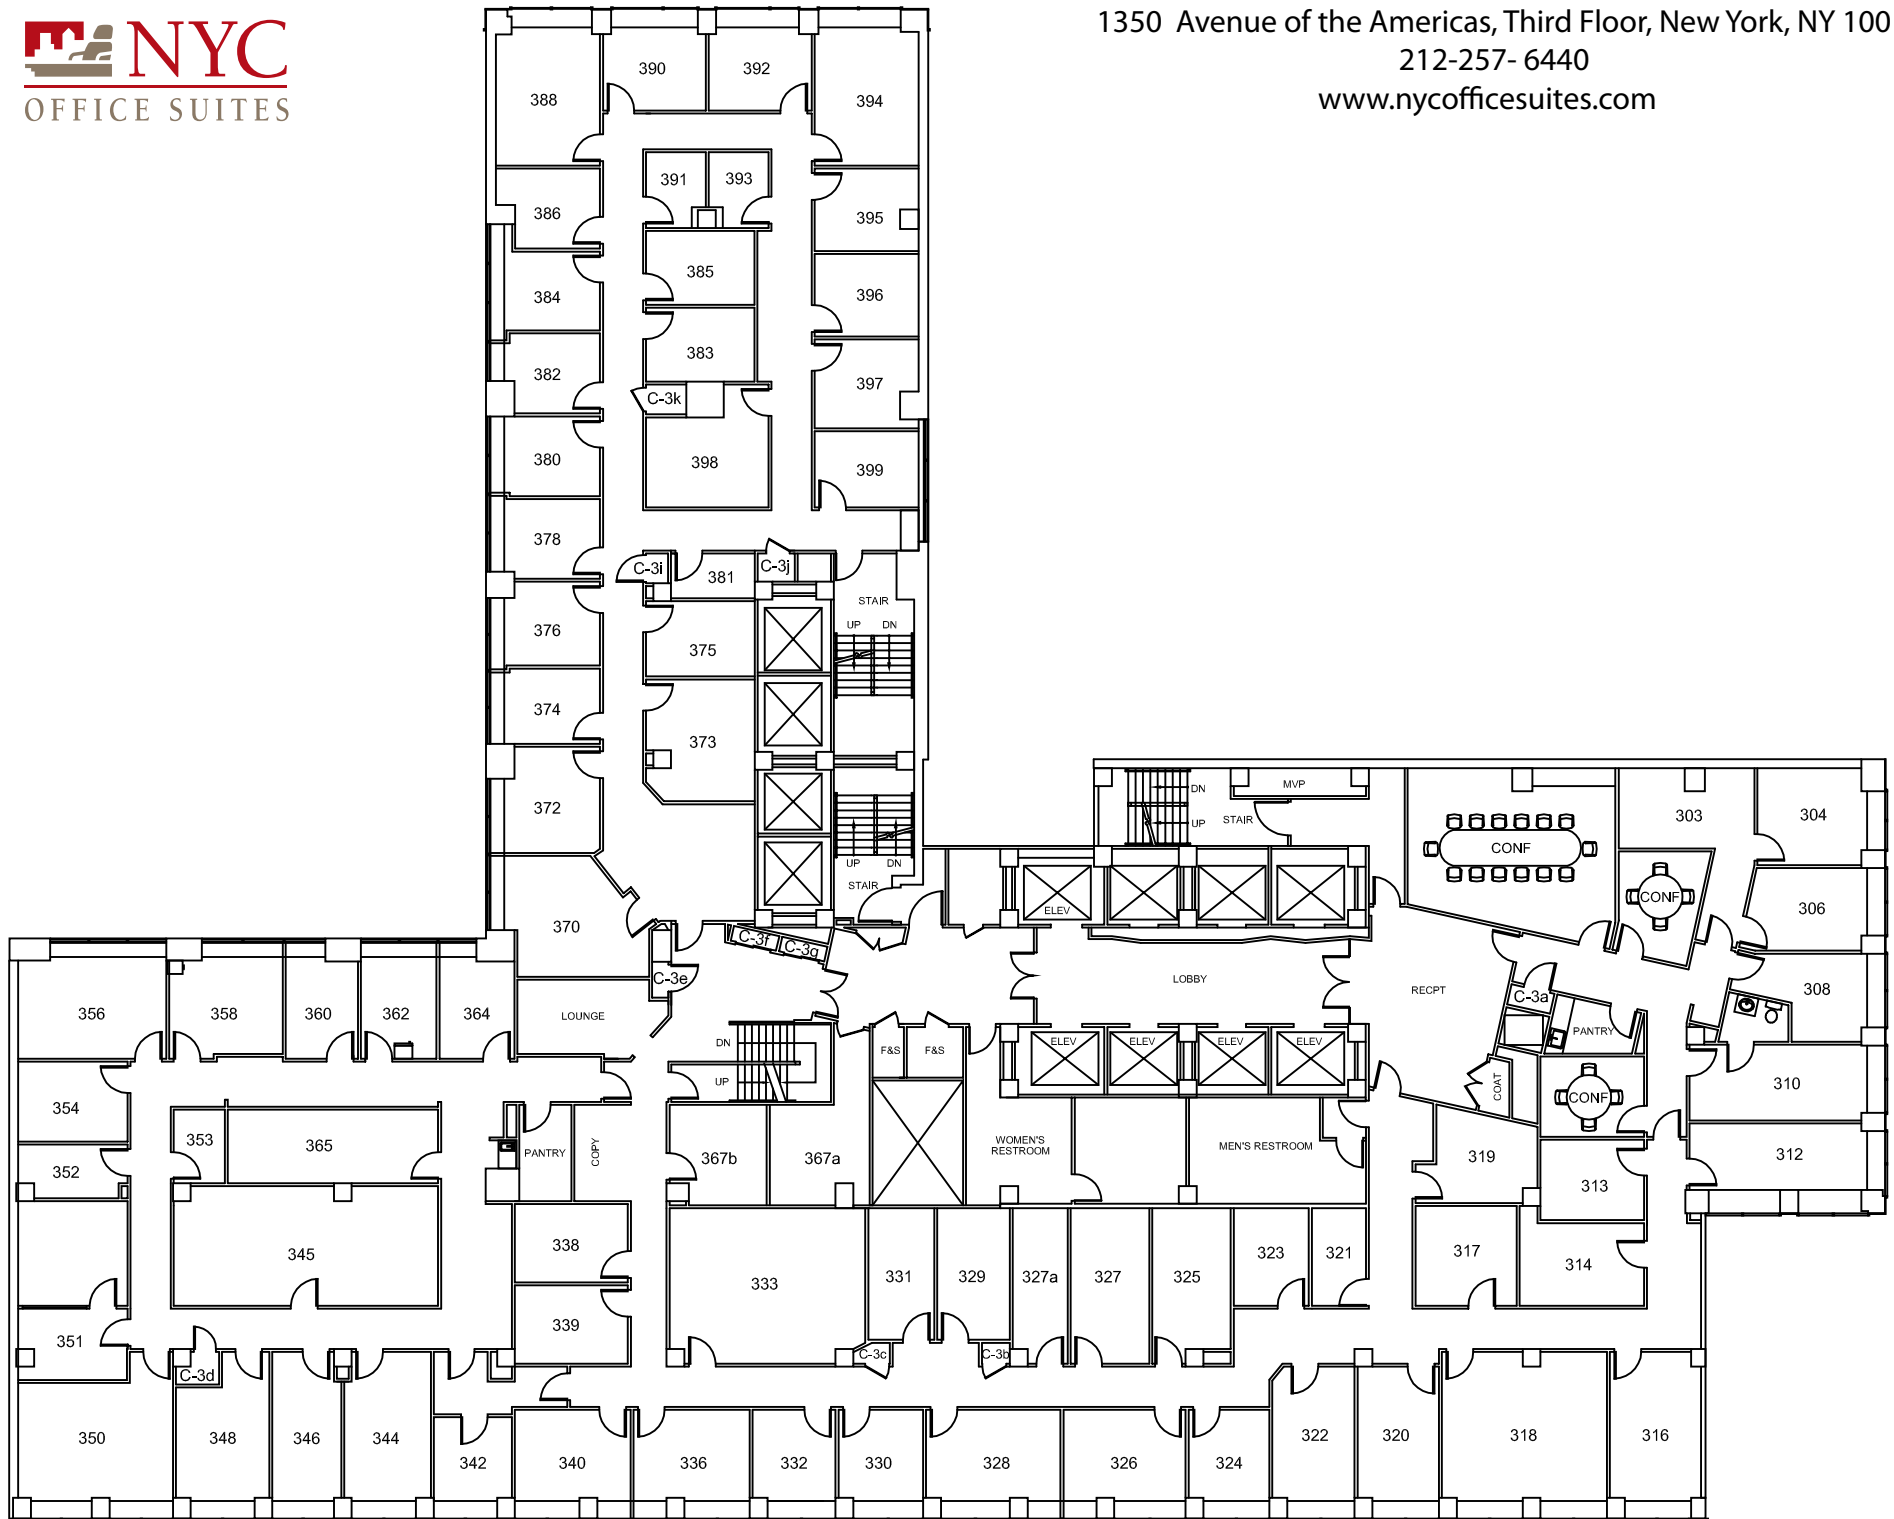 NYC
OFFICE SUITES
1350 Avenue of the Americas, Third Floor, New York, NY 100
212-257- 6440
www.nycofficesuites.com
388
390
392
394
391
393
386
395
385
384
396
383
382
397
C-3k
398
380
399
378
C-3i
381
C-3j
STAIR
UP
DN
376
375
374
373
372
MVP
DN
UP
STAIR
CONF
303
304
UP
DN
STAIR
ELEV
CONF
306
370
C-3f
C-3g
C-3e
LOBBY
RECPT
C-3a
308
356
358
360
362
364
LOUNGE
PANTRY
DN
UP
F&S
F&S
ELEV
ELEV
ELEV
ELEV
COAT
CONF
310
354
353
365
PANTRY
COPY
367b
367a
WOMEN'S
RESTROOM
MEN'S RESTROOM
319
312
352
313
345
338
333
331
329
327a
327
325
323
321
317
314
351
339
C-3d
C-3c
C-3b
350
348
346
344
342
340
336
332
330
328
326
324
322
320
318
316